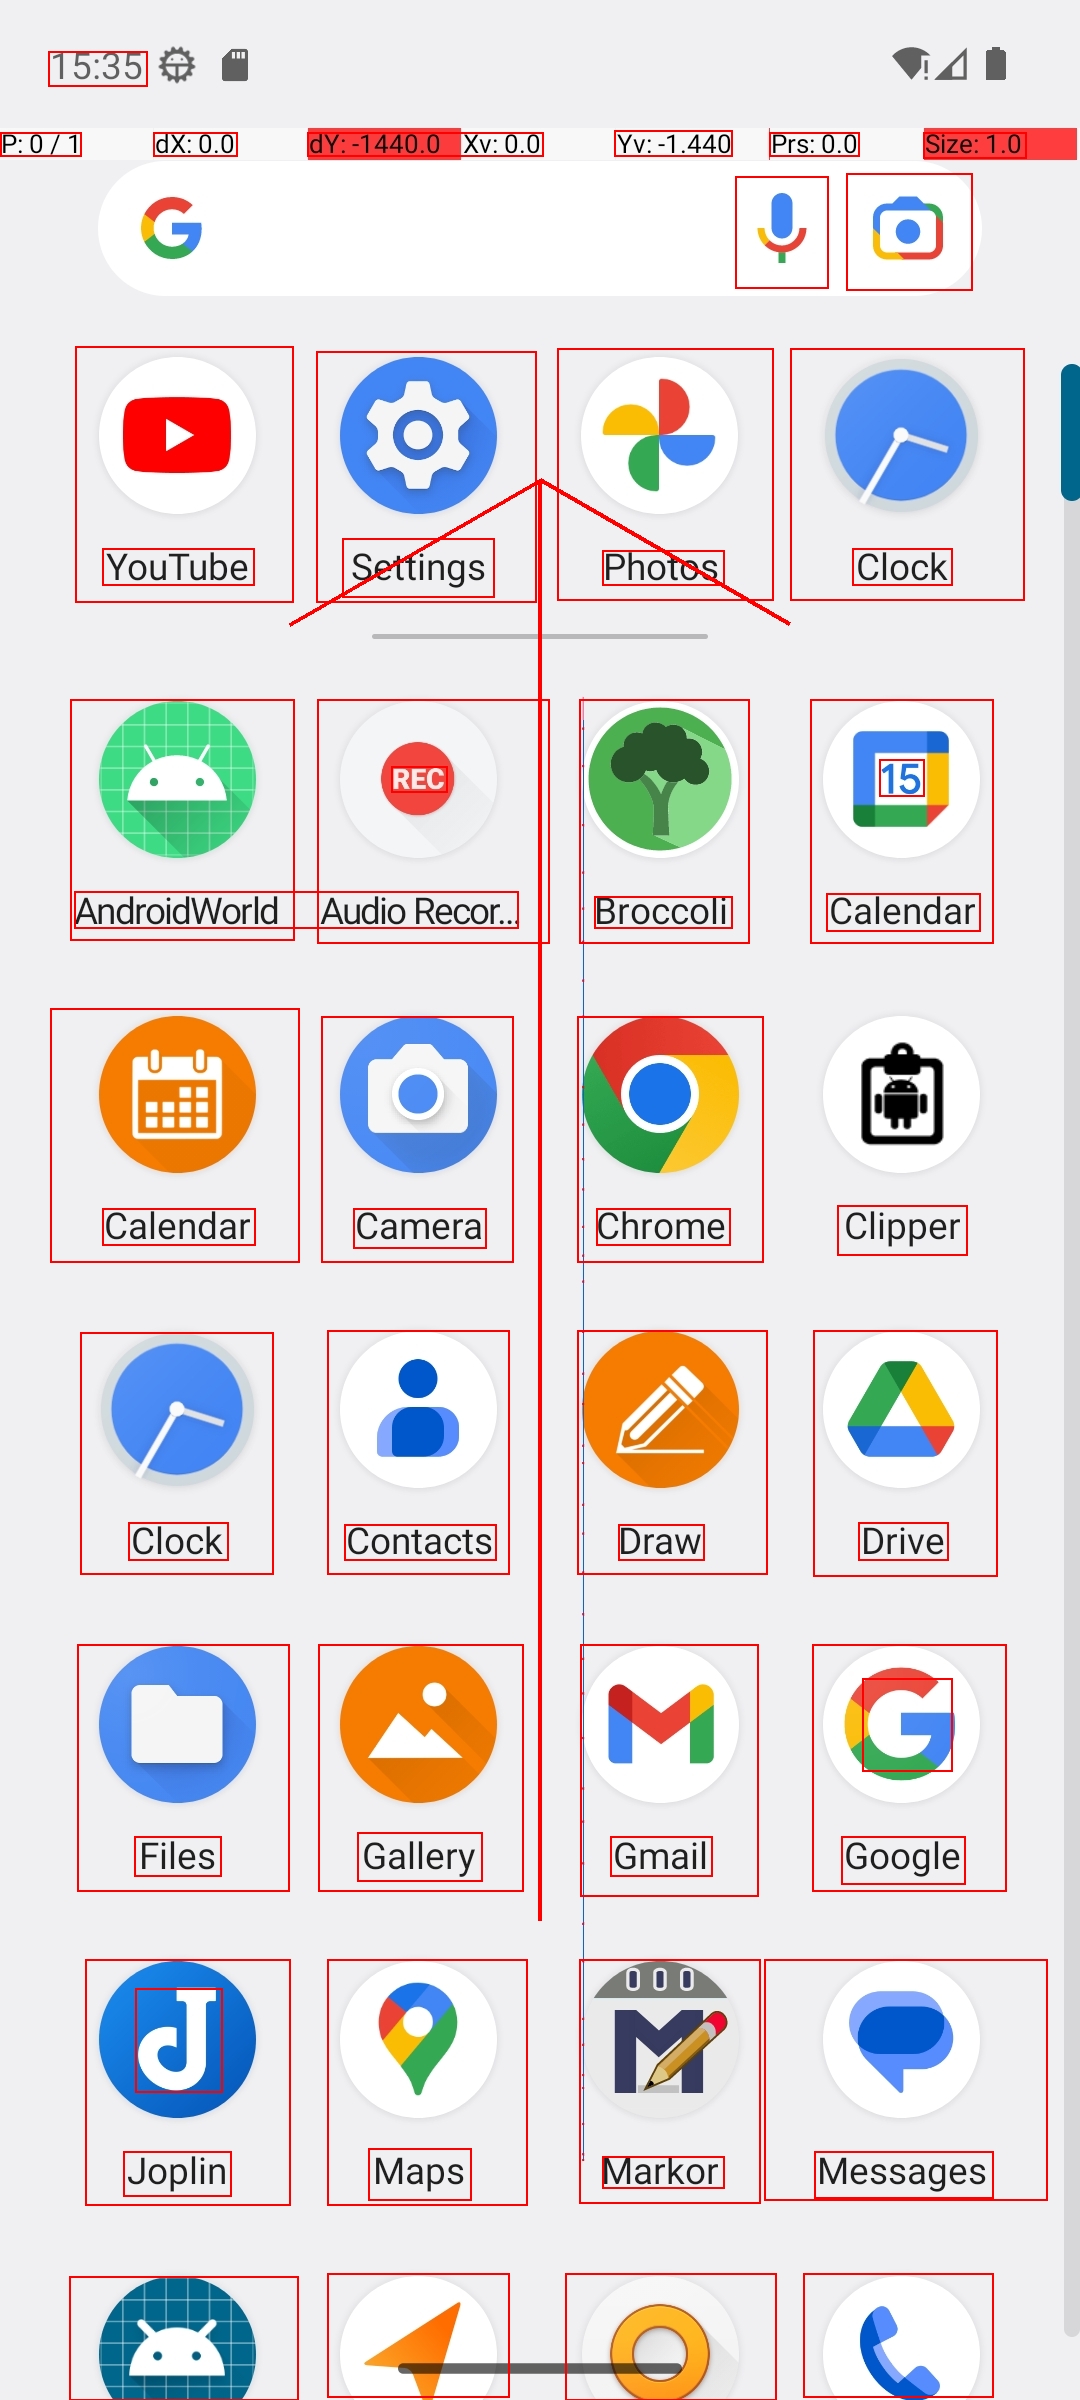 15:35
P: 0 / 1 dX: 0.0 dY: -1440.0 Xv: 0.0 Yv: -1.440 Prs: 0.0 Size: 1.0
YouTube Settings Photos Clock
REC 15
AndroidWorld Audio Recor... Broccoli Calendar
Calendar Camera Chrome Clipper
Clock Contacts Draw Drive
Files Gallery Gmail Google
Joplin Maps Markor Messages